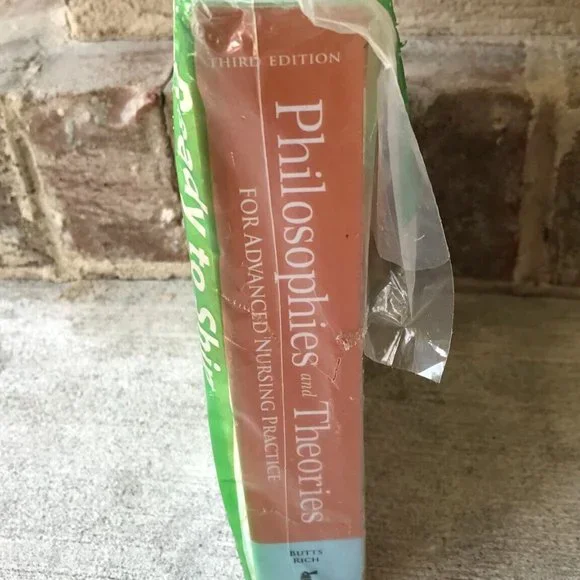 THIRD EDITION
Philosophies and Theories
FOR ADVANCED NURSING PRACTICE
BUTTS
RICH
Ready to Ship